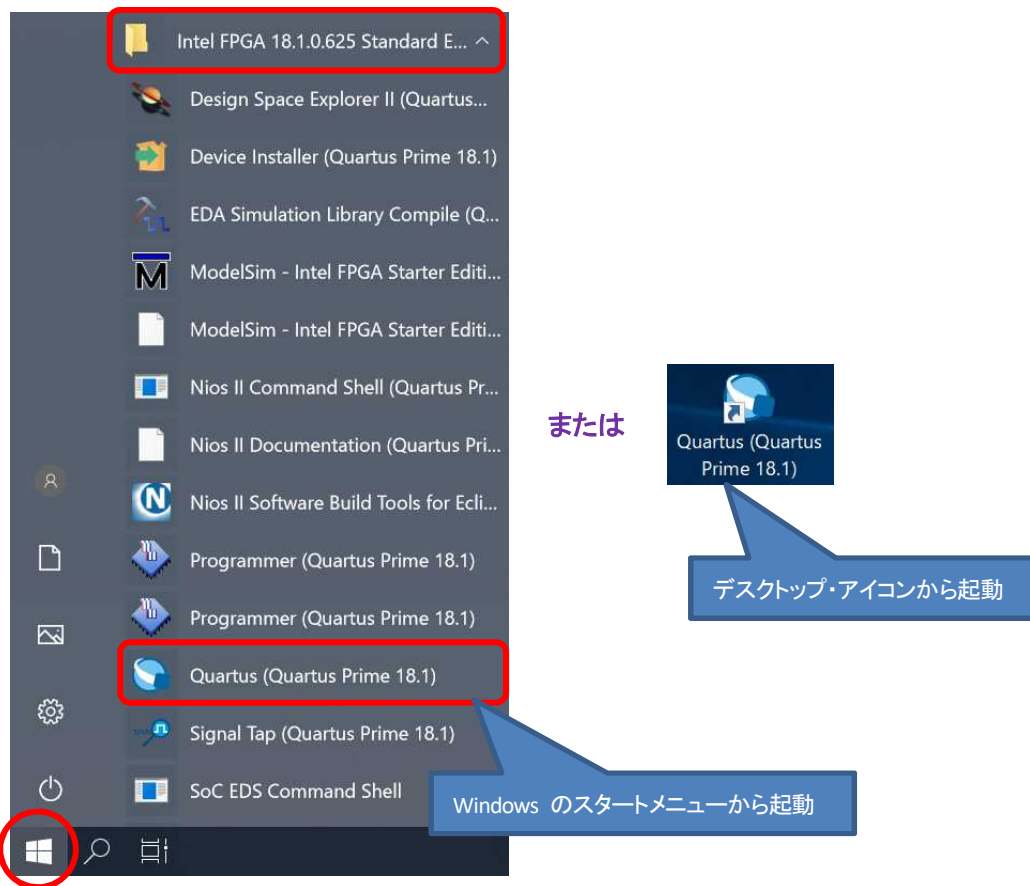 Intel FPGA 18.1.0.625 Standard E...
Design Space Explorer II (Quartus...
Device Installer (Quartus Prime 18.1)
EDA Simulation Library Compile (Q...
ModelSim - Intel FPGA Starter Editi...
ModelSim - Intel FPGA Starter Editi...
Nios II Command Shell (Quartus Pr...
Nios II Documentation (Quartus Pri...
Nios II Software Build Tools for Ecli...
Programmer (Quartus Prime 18.1)
Programmer (Quartus Prime 18.1)
Quartus (Quartus Prime 18.1)
Signal Tap (Quartus Prime 18.1)
SoC EDS Command Shell
Windows のスタートメニューから起動
または
Quartus (Quartus
Prime 18.1)
デスクトップ・アイコンから起動